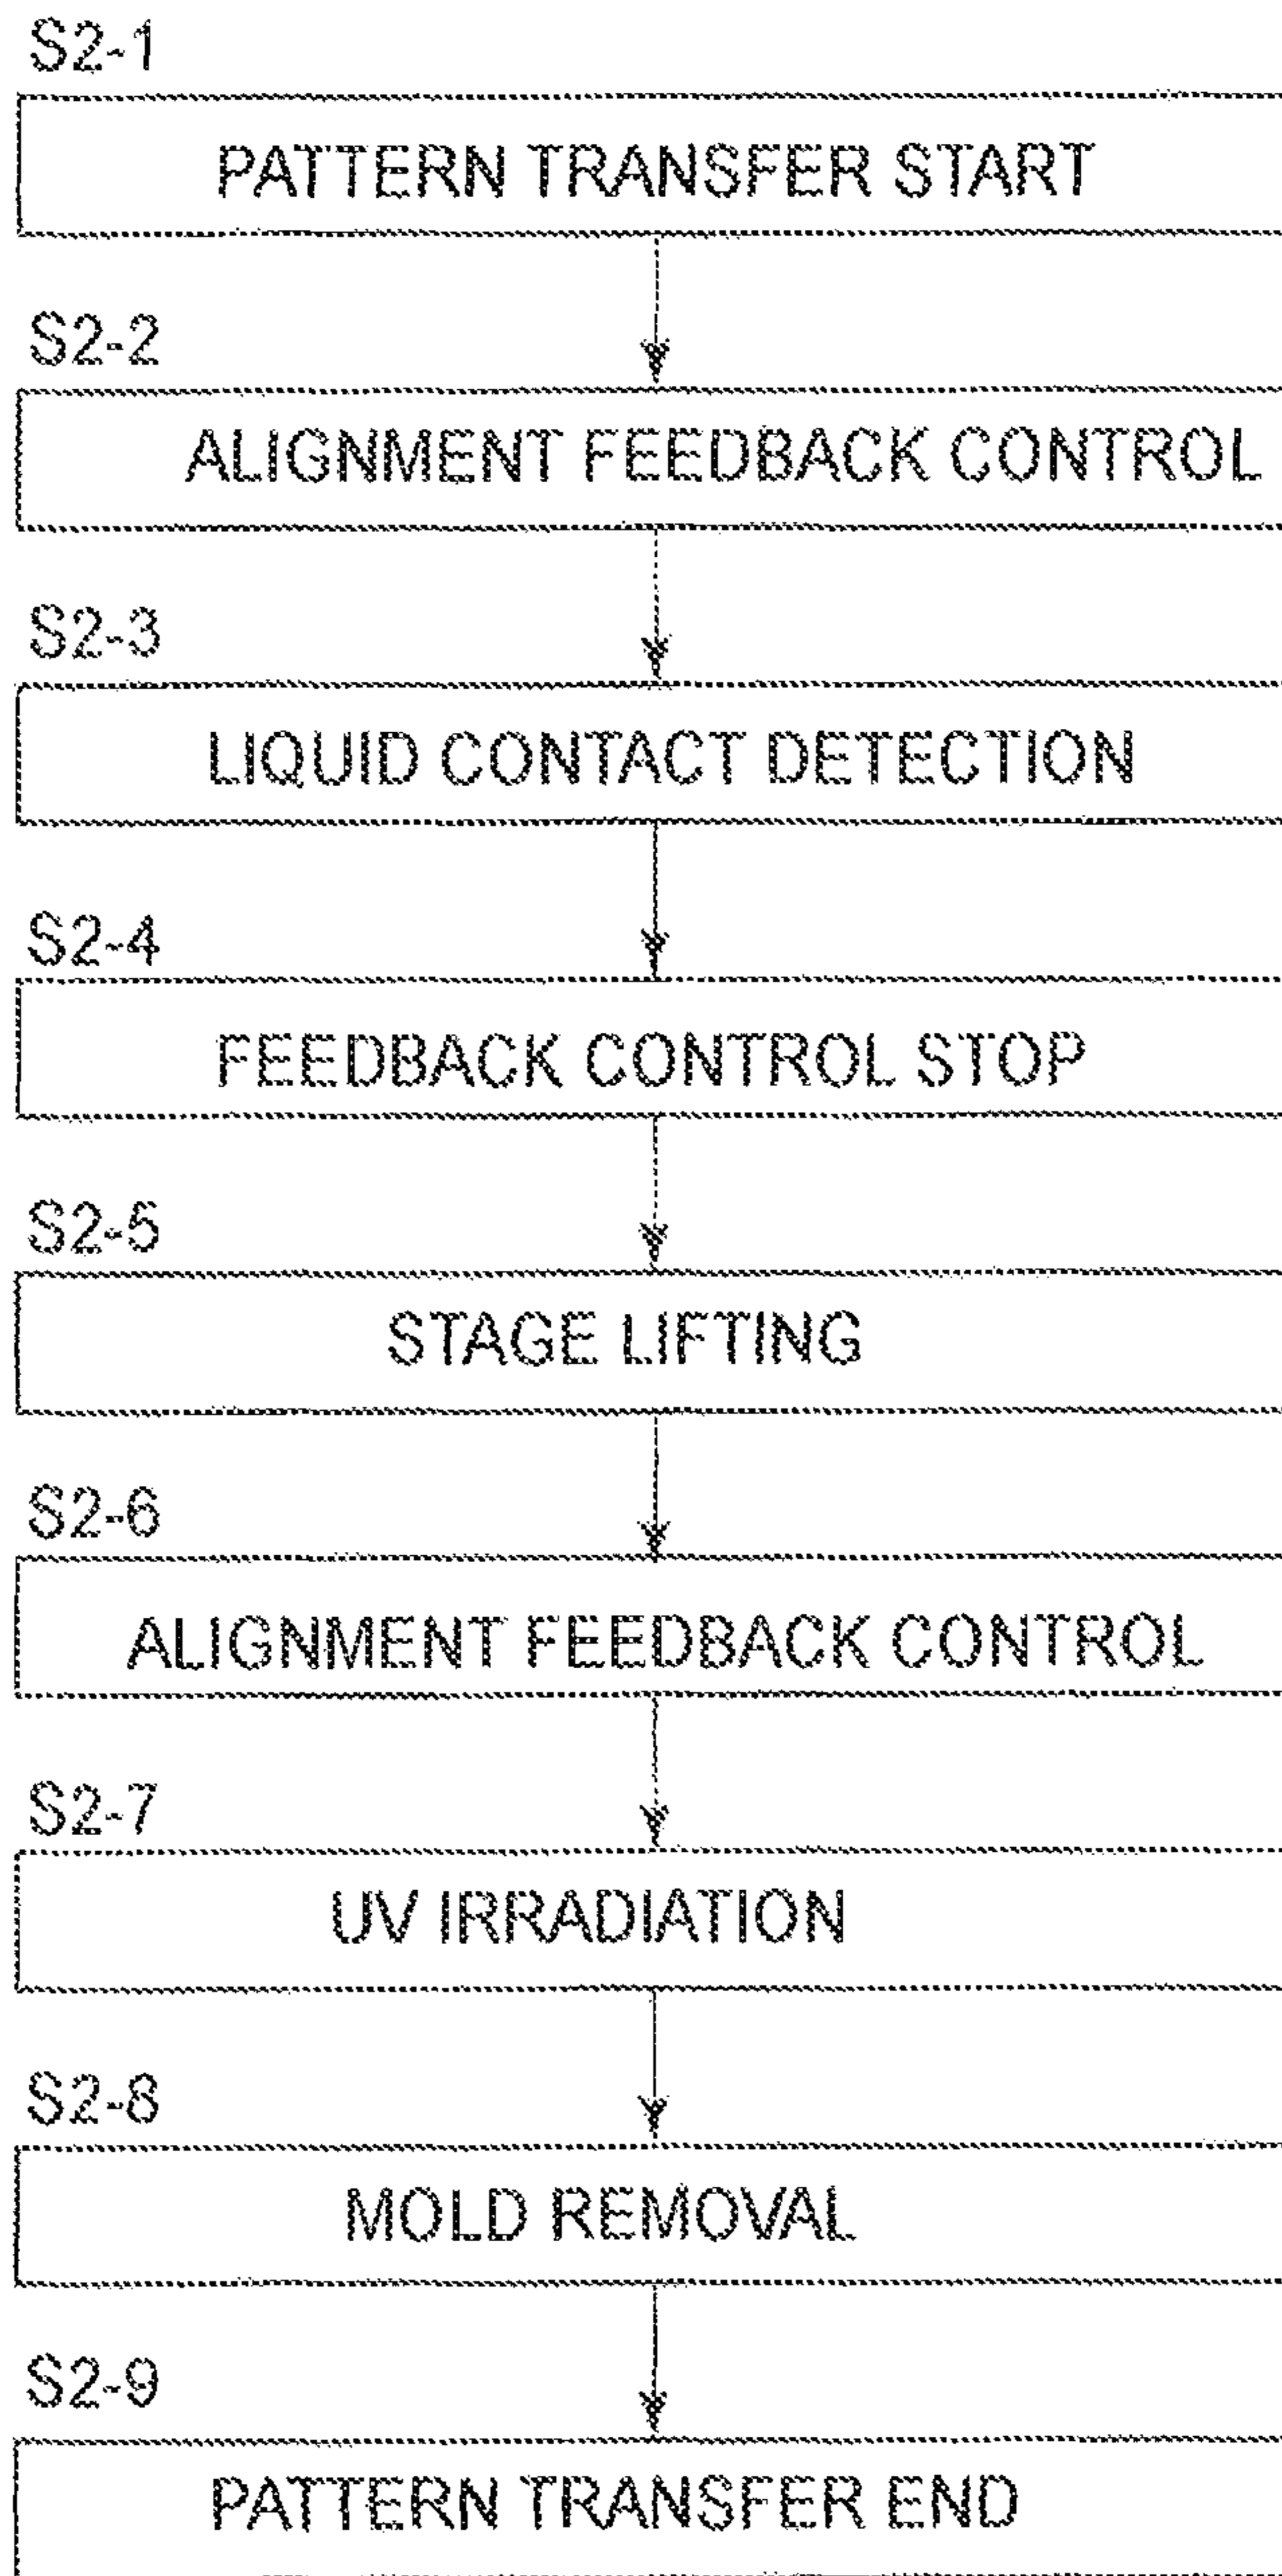 S2-1
PATTERN TRANSFER START
S2-2
ALIGNMENT FEEDBACK CONTROL
S2-3
LIQUID CONTACT DETECTION
S2-4
FEEDBACK CONTROL STOP
S2-5
STAGE LIFTING
S2-6
ALIGNMENT FEEDBACK CONTROL
S2-7
UV IRRADIATION
S2-8
MOLD REMOVAL
S2-9
PATTERN TRANSFER END